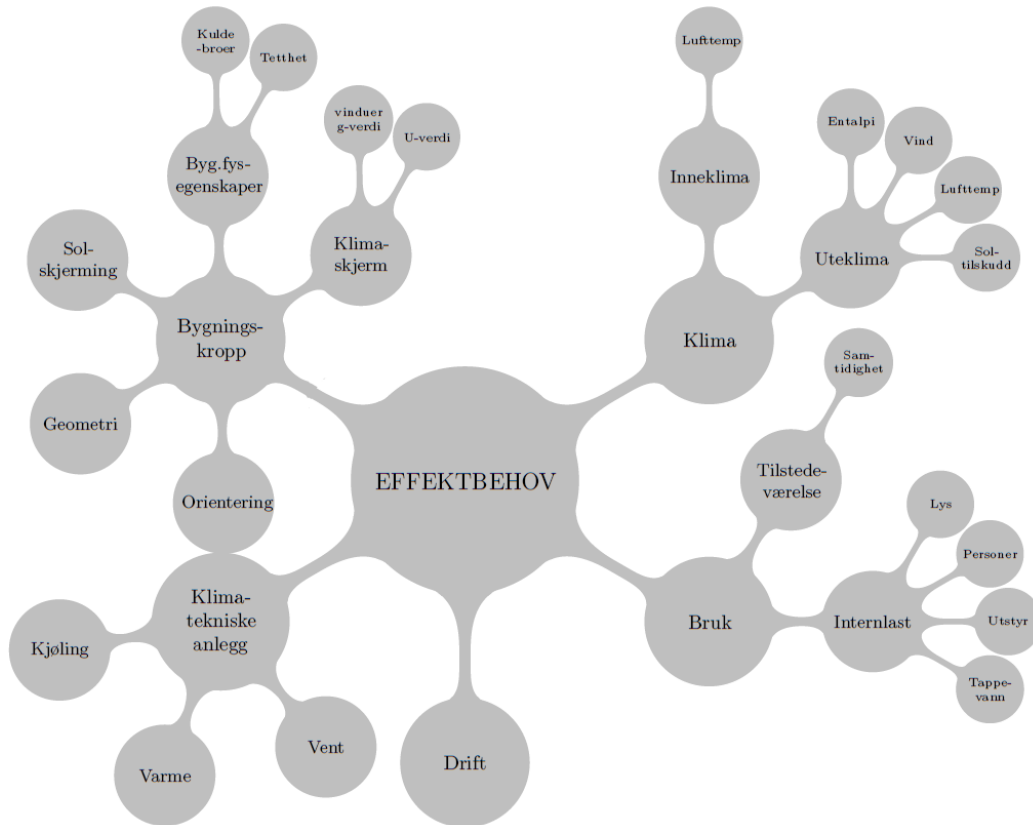 Kulde
-broer
Tetthet
Lufttemp
vinduer
g-verdi
U-verdi
Entalpi
Vind
Byg.fys-
egenskaper
Inneklima
Lufttemp
Sol-
skjerming
Klima-
skjerm
Uteklima
Sol-
tilskudd
Bygnings-
kropp
Klima
Sam-
tidighet
Geometri
Tilstede-
værelse
EFFEKTBEHOV
Orientering
Lys
Personer
Klima-
tekniske
anlegg
Bruk
Internlast
Utstyr
Kjøling
Tappe-
vann
Varme
Vent
Drift